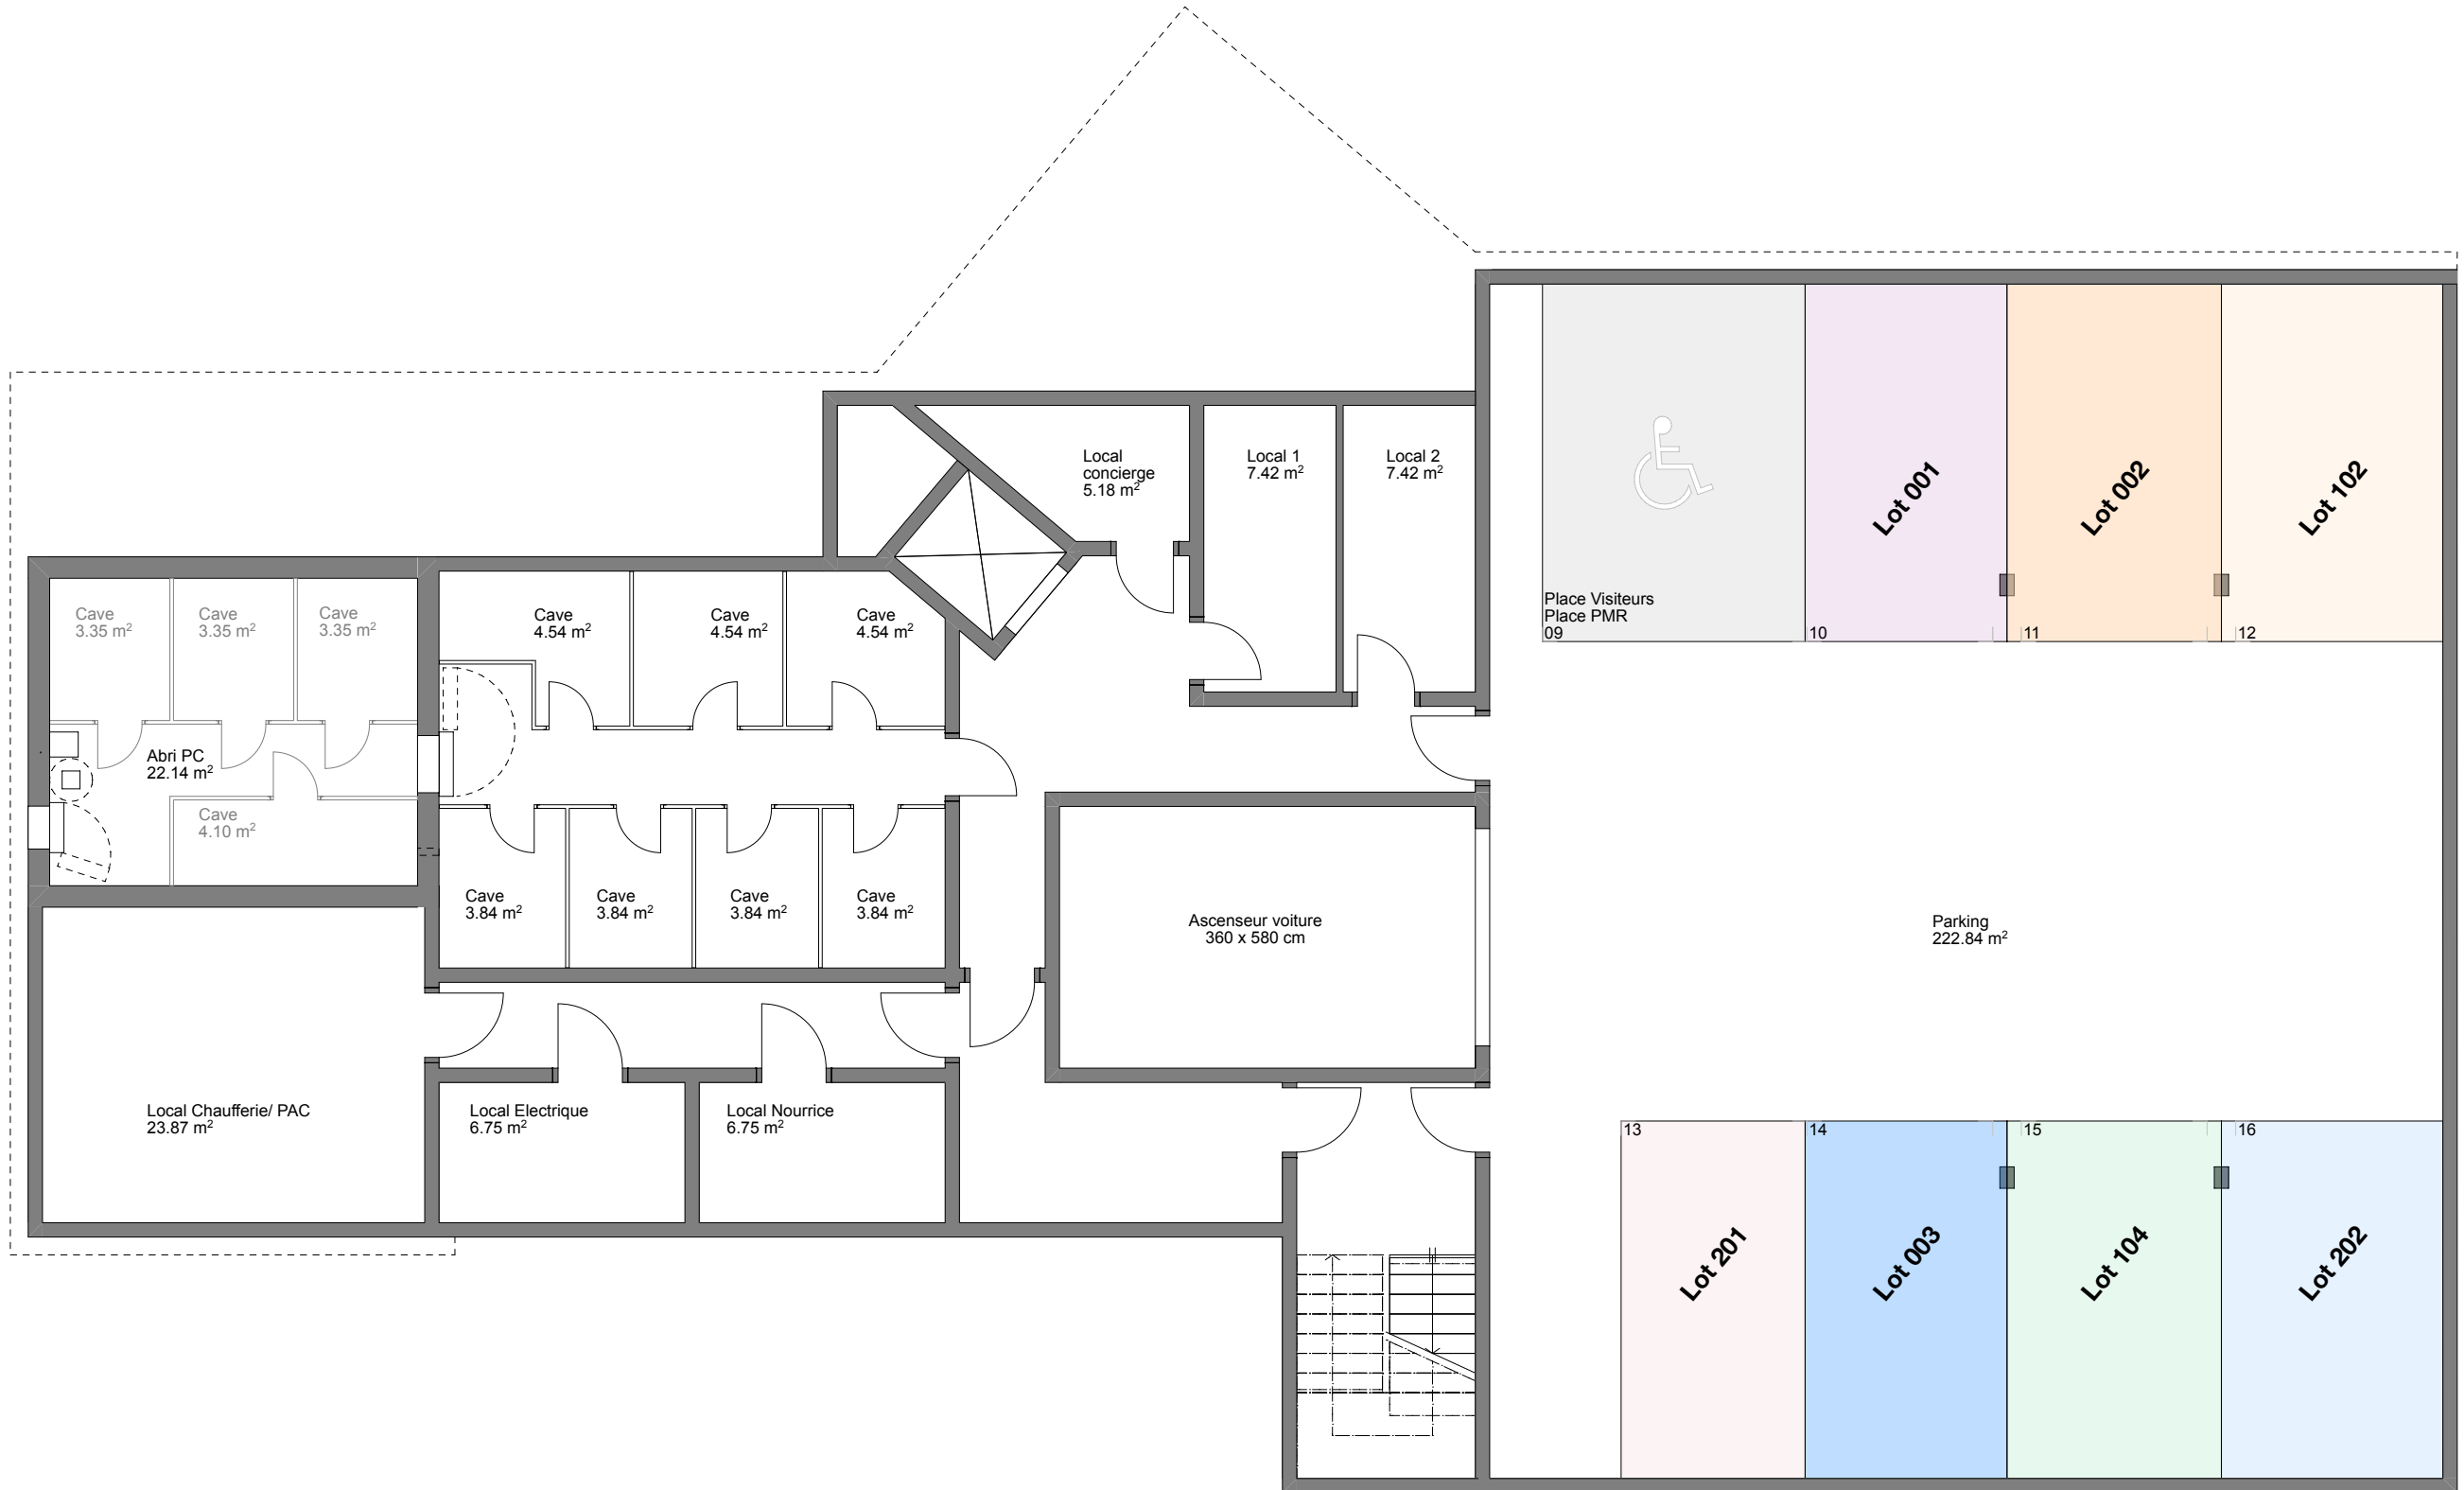 Local
concierge
5.18 m²
Local 1
7.42 m²
Local 2
7.42 m²
Lot 001
Lot 002
Lot 102
Place Visiteurs
Place PMR
09
10
11
12
Cave
3.35 m²
Cave
3.35 m²
Cave
3.35 m²
Cave
4.54 m²
Cave
4.54 m²
Cave
4.54 m²
Abri PC
22.14 m²
Cave
4.10 m²
Cave
3.84 m²
Cave
3.84 m²
Cave
3.84 m²
Cave
3.84 m²
Ascenseur voiture
360 x 580 cm
Parking
222.84 m²
Local Chaufferie/ PAC
23.87 m²
Local Electrique
6.75 m²
Local Nourrice
6.75 m²
13
14
15
16
Lot 201
Lot 003
Lot 104
Lot 202